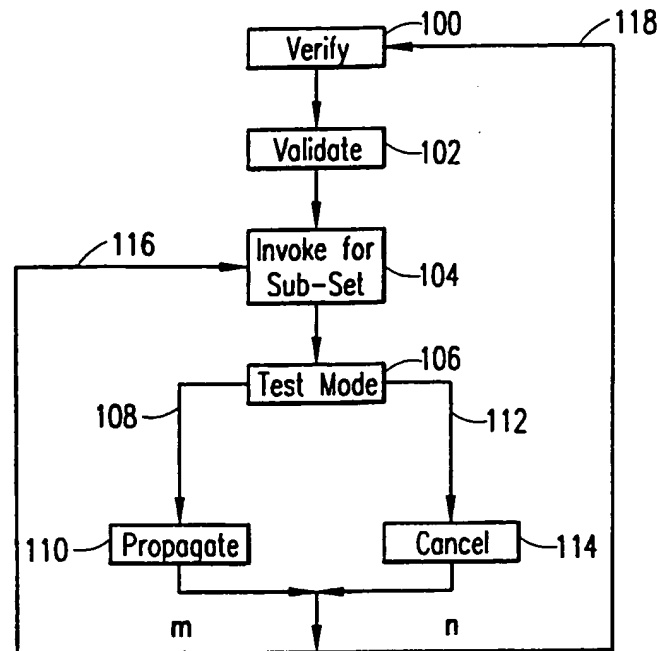 100
118
Verify
Validate
102
116
Invoke for
Sub-Set
104
106
Test Mode
108
112
110
Propagate
Cancel
114
m
n